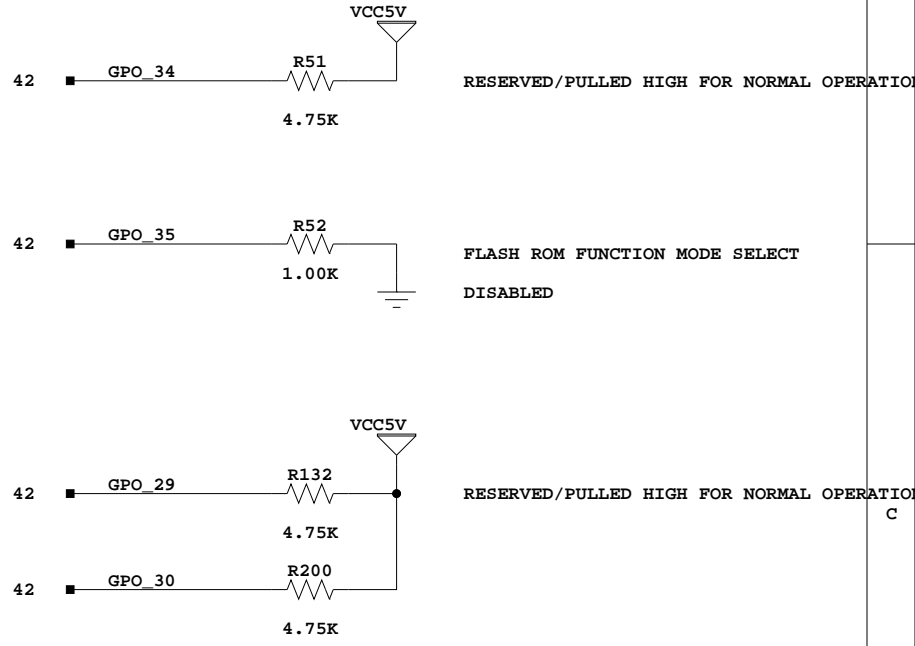 VCC5V
42 GPO_34 R51 RESERVED/PULLED HIGH FOR NORMAL
4.75K
42 GPO_35 R52
FLASH ROM FUNCTION MODE SELECT
1.00K
DISABLED
VCC5V
42 GPO_29 R132 RESERVED/PULLED HIGH FOR NORMAL
C
4.75K
42 GPO_30 R200
4.75K